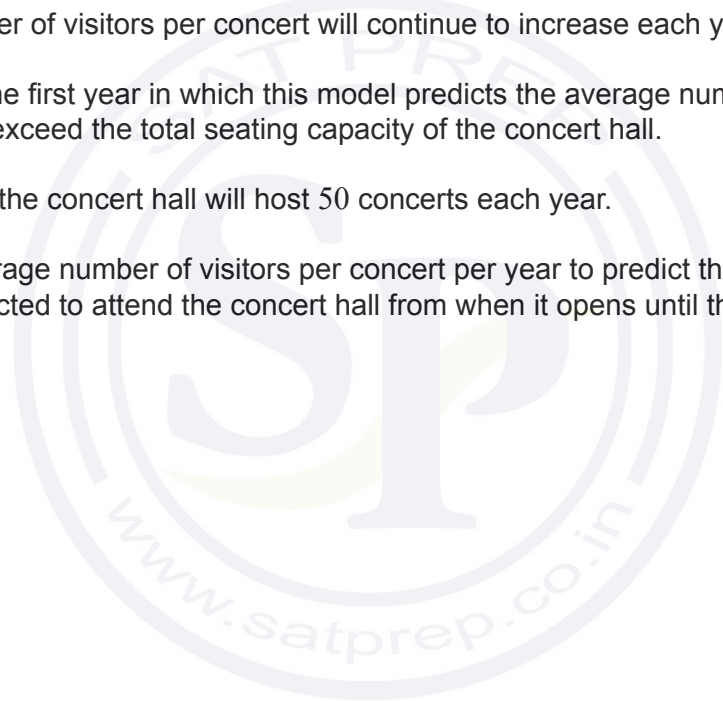 er of visitors per concert will continue to increase each y
he first year in which this model predicts the average nu
exceed the total seating capacity of the concert hall.
the concert hall will host 50 concerts each year.
rage number of visitors per concert per year to predict th
cted to attend the concert hall from when it opens until th
SAT PREP
SP
www.satprep.co.in